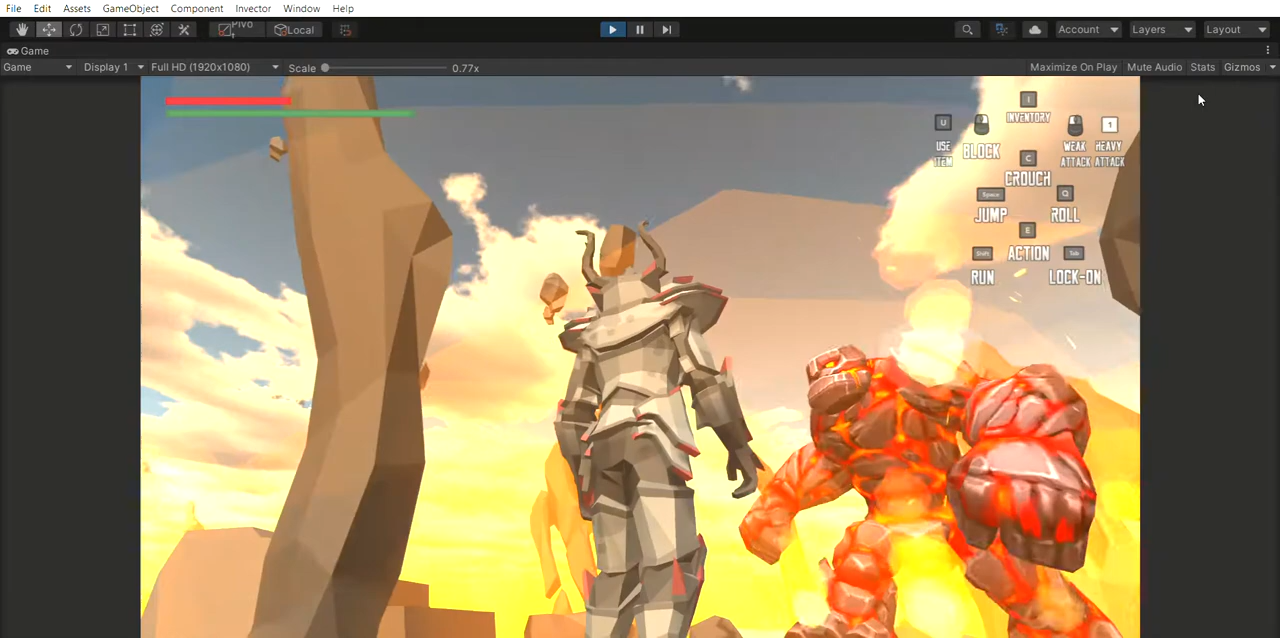 File Edit Assets GameObject Component Invector Window Help
Local Account Layers Layout
Game
Game Display 1 Full HD (1920x1080) Scale 0.77x Maximize On Play Mute Audio Stats Gizmos
I
INVENTORY
U 1
USE ITEM
BLOCK
WEAK ATTACK
HEAVY ATTACK
C
CROUCH
Space Q
JUMP ROLL
E
ACTION
Shift Tab
RUN LOCK-ON